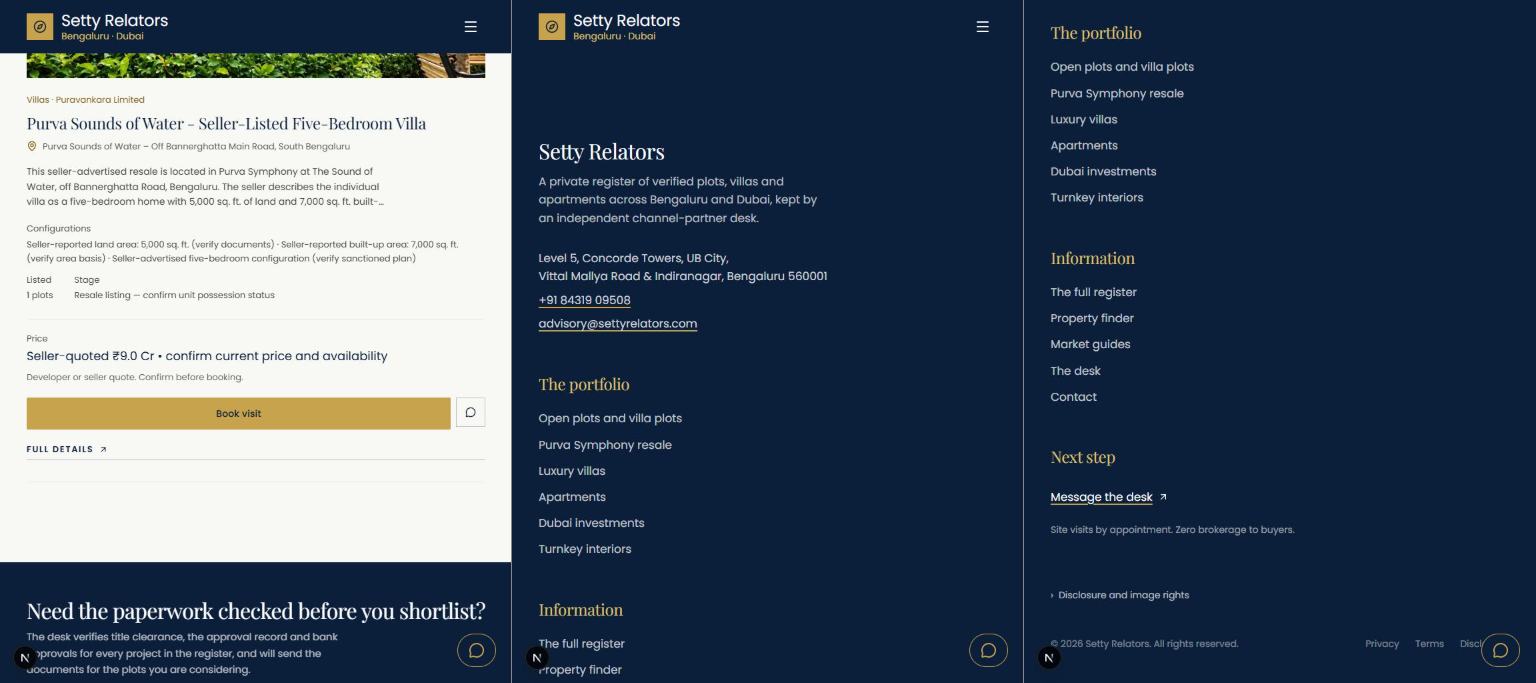 Setty Relators
Bengaluru · Dubai
Villas · Puravankara Limited
Purva Sounds of Water – Seller-Listed Five-Bedroom Villa
Purva Sounds of Water – Off Bannerghatta Main Road, South Bengaluru
This seller-advertised resale is located in Purva Symphony at The Sound of
Water, off Bannerghatta Road, Bengaluru. The seller describes the individual
villa as a five-bedroom home with 5,000 sq. ft. of land and 7,000 sq. ft. built-...
Configurations
Seller-reported land area: 5,000 sq. ft. (verify documents) · Seller-reported built-up area: 7,000 sq. ft.
(verify area basis) · Seller-advertised five-bedroom configuration (verify sanctioned plan)
Listed Stage
1 plots Resale listing — confirm unit possession status
Price
Seller-quoted ₹9.0 Cr • confirm current price and availability
Developer or seller quote. Confirm before booking.
Book visit
FULL DETAILS
Need the paperwork checked before you shortlist?
The desk verifies title clearance, the approval record and bank
approvals for every project in the register, and will send the
documents for the plots you are considering.
N
Setty Relators
Bengaluru · Dubai
Setty Relators
A private register of verified plots, villas and
apartments across Bengaluru and Dubai, kept by
an independent channel-partner desk.
Level 5, Concorde Towers, UB City,
Vittal Mallya Road & Indiranagar, Bengaluru 560001
+91 84319 09508
advisory@settyrelators.com
The portfolio
Open plots and villa plots
Purva Symphony resale
Luxury villas
Apartments
Dubai investments
Turnkey interiors
Information
The full register
Property finder
N
The portfolio
Open plots and villa plots
Purva Symphony resale
Luxury villas
Apartments
Dubai investments
Turnkey interiors
Information
The full register
Property finder
Market guides
The desk
Contact
Next step
Message the desk
Site visits by appointment. Zero brokerage to buyers.
› Disclosure and image rights
© 2026 Setty Relators. All rights reserved. Privacy Terms Discl
N